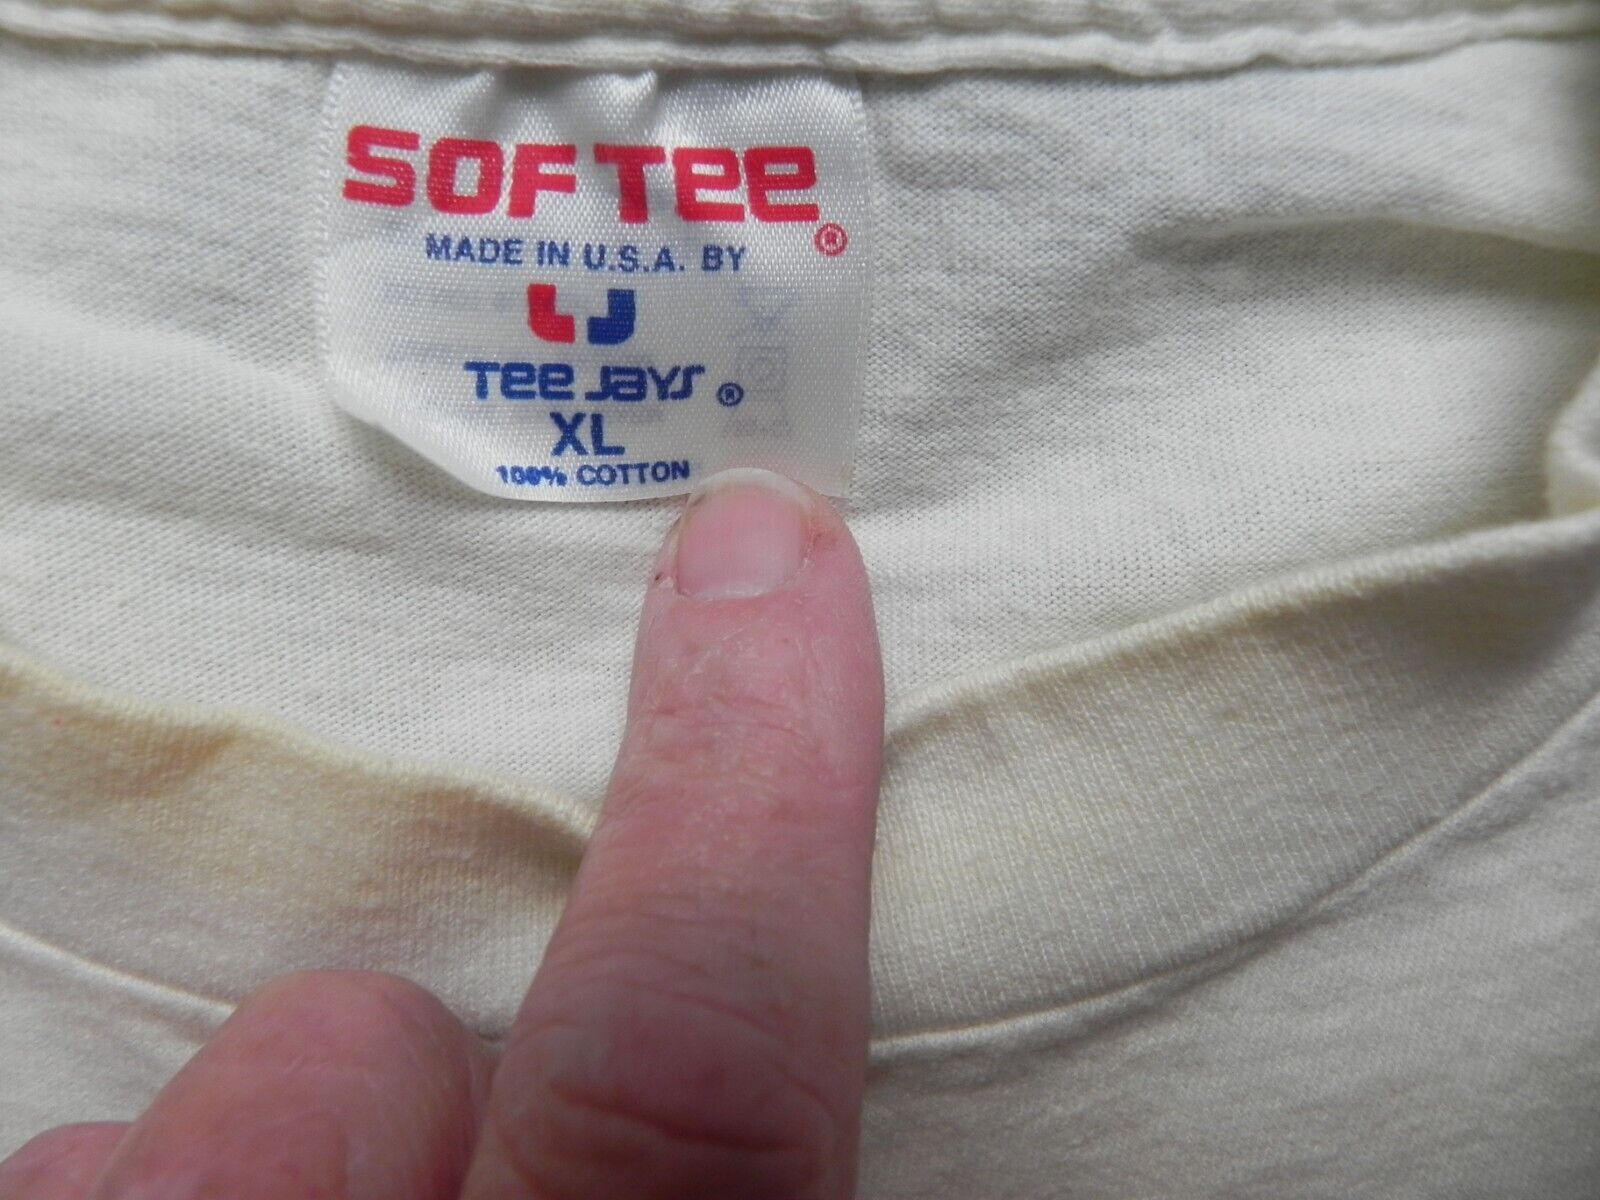 SOFTee ®
MADE IN U.S.A. BY
Tee Jays ®
XL
100% COTTON